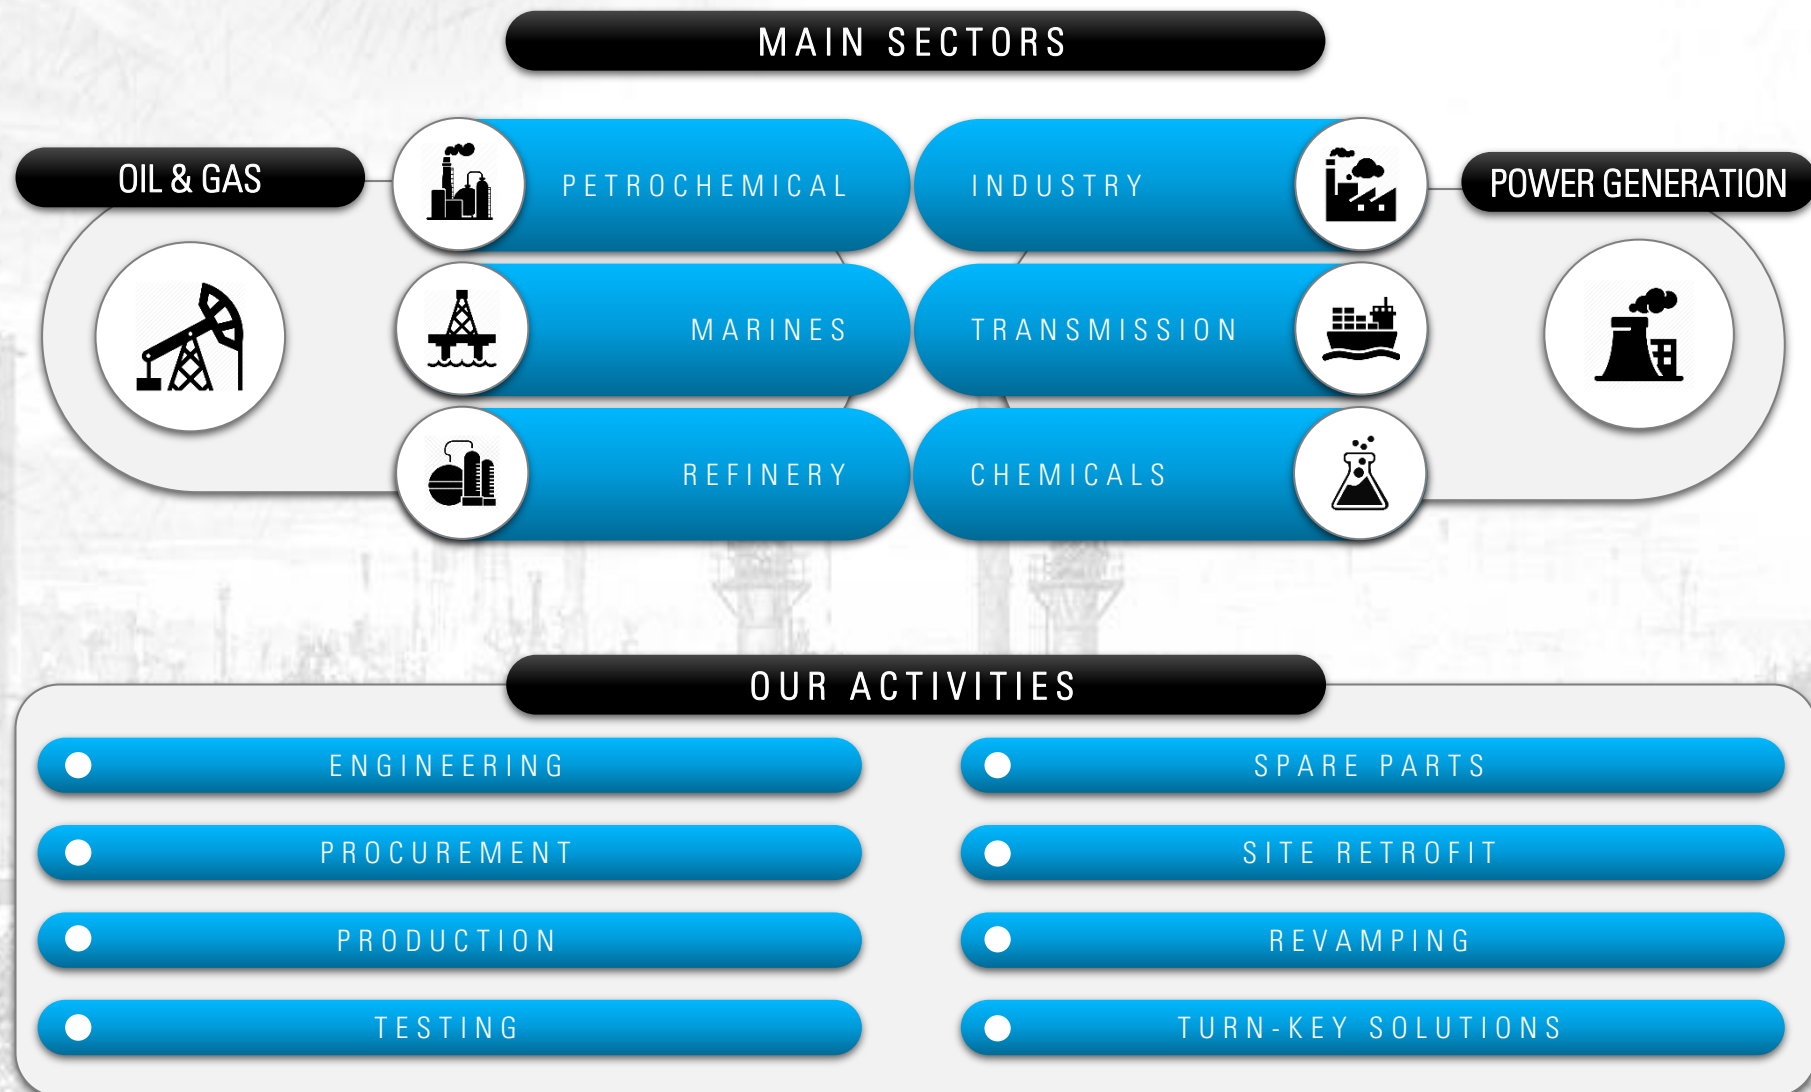 MAIN SECTORS
OIL & GAS
POWER GENERATION
PETROCHEMICAL
INDUSTRY
MARINES
TRANSMISSION
REFINERY
CHEMICALS
OUR ACTIVITIES
ENGINEERING
SPARE PARTS
PROCUREMENT
SITE RETROFIT
PRODUCTION
REVAMPING
TESTING
TURN-KEY SOLUTIONS